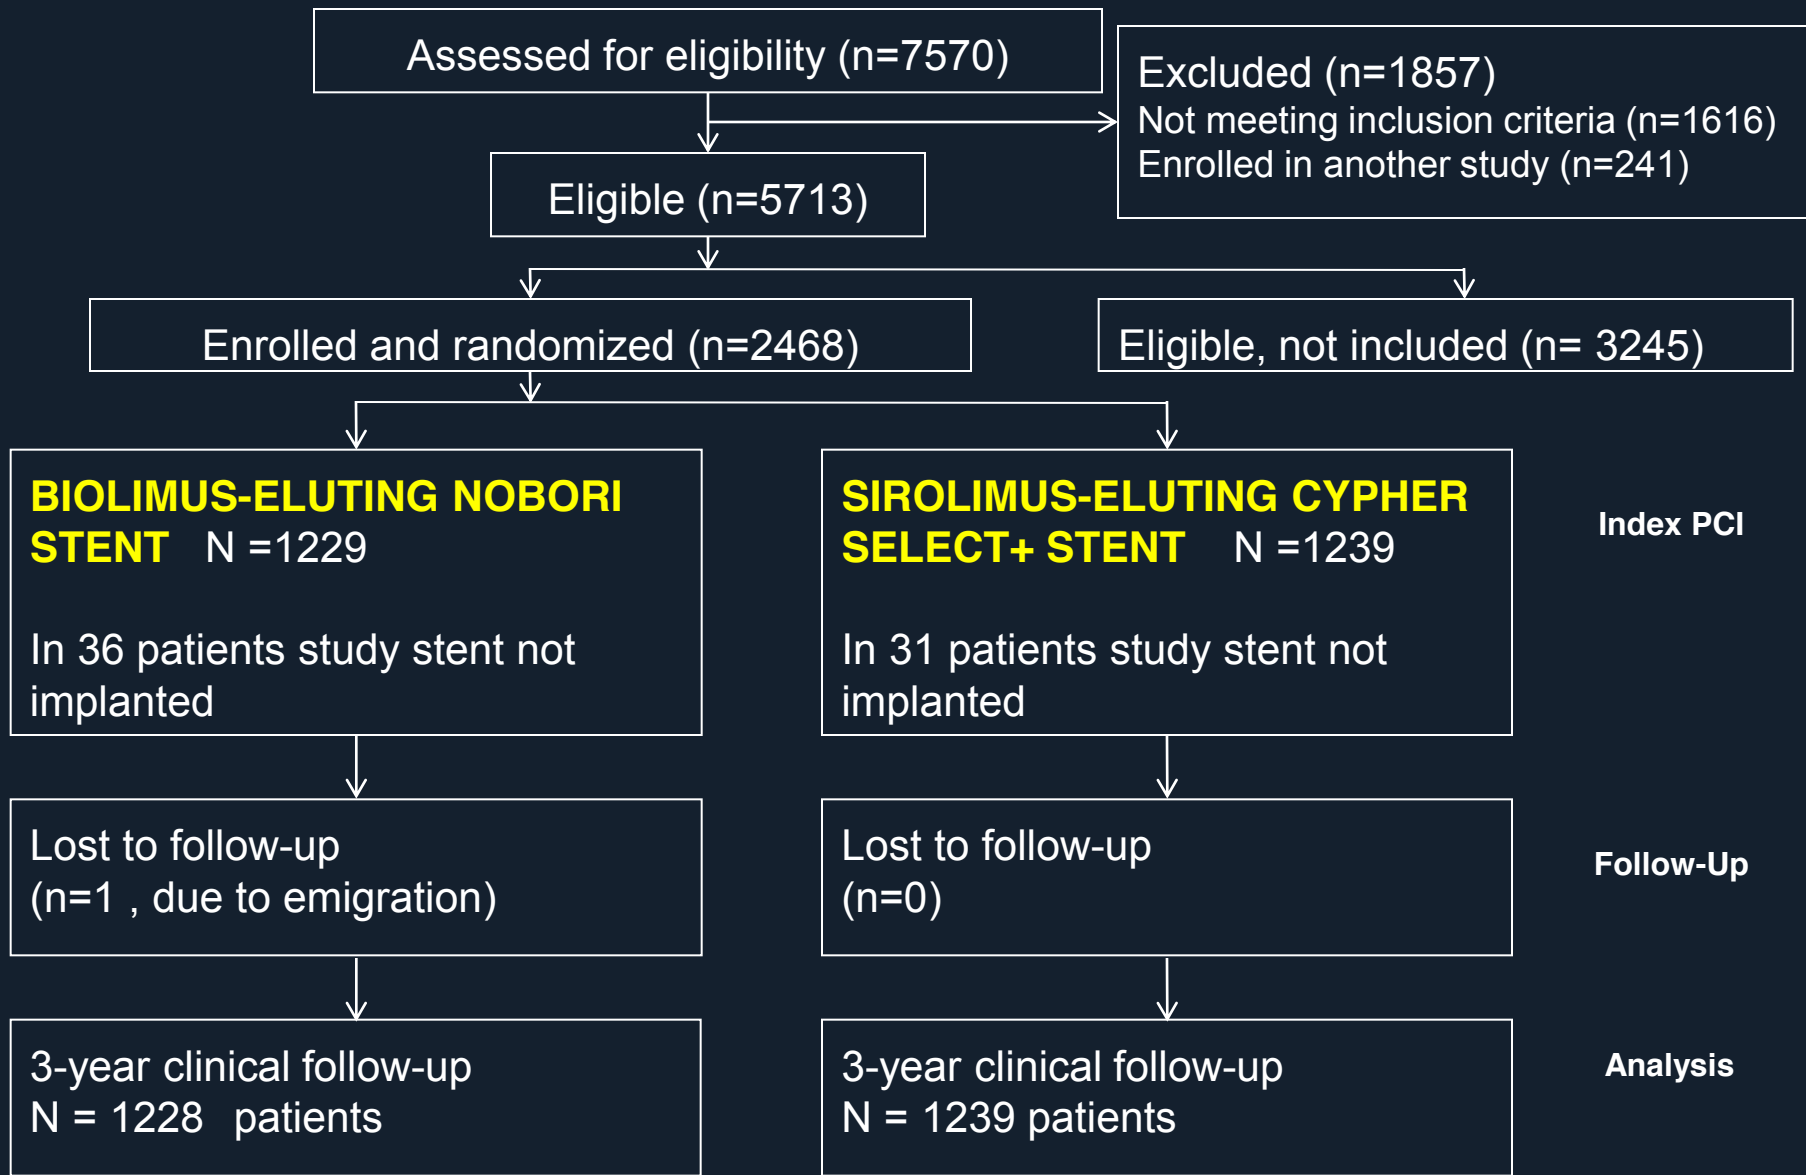 Assessed for eligibility (n=7570)
Excluded (n=1857)
Not meeting inclusion criteria (n=1616)
Enrolled in another study (n=241)
Eligible (n=5713)
Enrolled and randomized (n=2468)
Eligible, not included (n= 3245)
BIOLIMUS-ELUTING NOBORI
STENT N =1229
In 36 patients study stent not
implanted
SIROLIMUS-ELUTING CYPHER
SELECT+ STENT N =1239
In 31 patients study stent not
implanted
Index PCI
Lost to follow-up
(n=1 , due to emigration)
Lost to follow-up
(n=0)
Follow-Up
3-year clinical follow-up
N = 1228 patients
3-year clinical follow-up
N = 1239 patients
Analysis